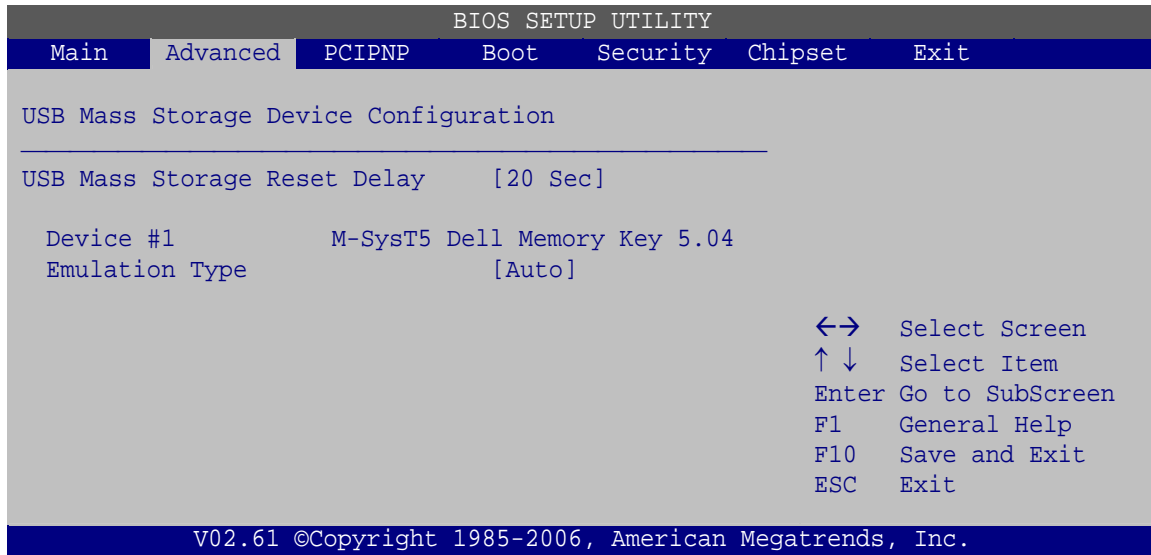 BIOS SETUP UTILITY
Main Advanced PCIPNP Boot Security Chipset Exit
USB Mass Storage Device Configuration
USB Mass Storage Reset Delay [20 Sec]
Device #1 M-SysT5 Dell Memory Key 5.04
Emulation Type [Auto]
←→ Select Screen
↑ ↓ Select Item
Enter Go to SubScreen
F1 General Help
F10 Save and Exit
ESC Exit
V02.61 ©Copyright 1985-2006, American Megatrends, Inc.